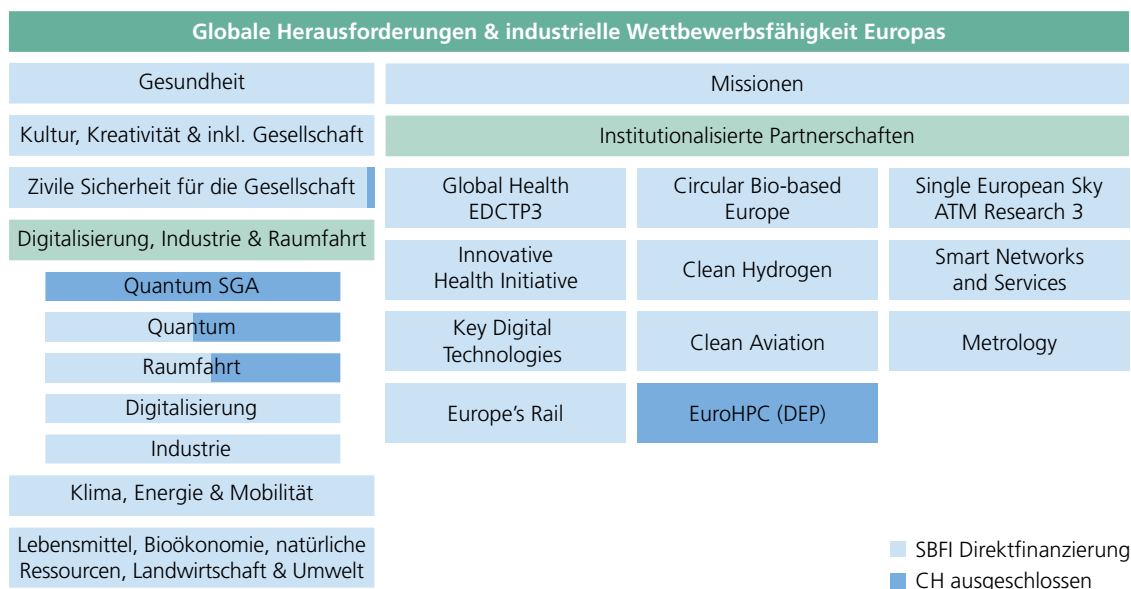 Globale Herausforderungen & industrielle Wettbewerbsfähigkeit Europas
Gesundheit
Kultur, Kreativität & inkl. Gesellschaft
Zivile Sicherheit für die Gesellschaft
Digitalisierung, Industrie & Raumfahrt
Quantum SGA
Quantum
Raumfahrt
Digitalisierung
Industrie
Klima, Energie & Mobilität
Lebensmittel, Bioökonomie, natürliche
Ressourcen, Landwirtschaft & Umwelt
Missionen
Institutionalisierte Partnerschaften
Global Health
EDCTP3
Circular Bio-based
Europe
Single European Sky
ATM Research 3
Innovative
Health Initiative
Clean Hydrogen
Smart Networks
and Services
Key Digital
Technologies
Clean Aviation
Metrology
Europe’s Rail
EuroHPC (DEP)
SBFI Direktfinanzierung
CH ausgeschlossen